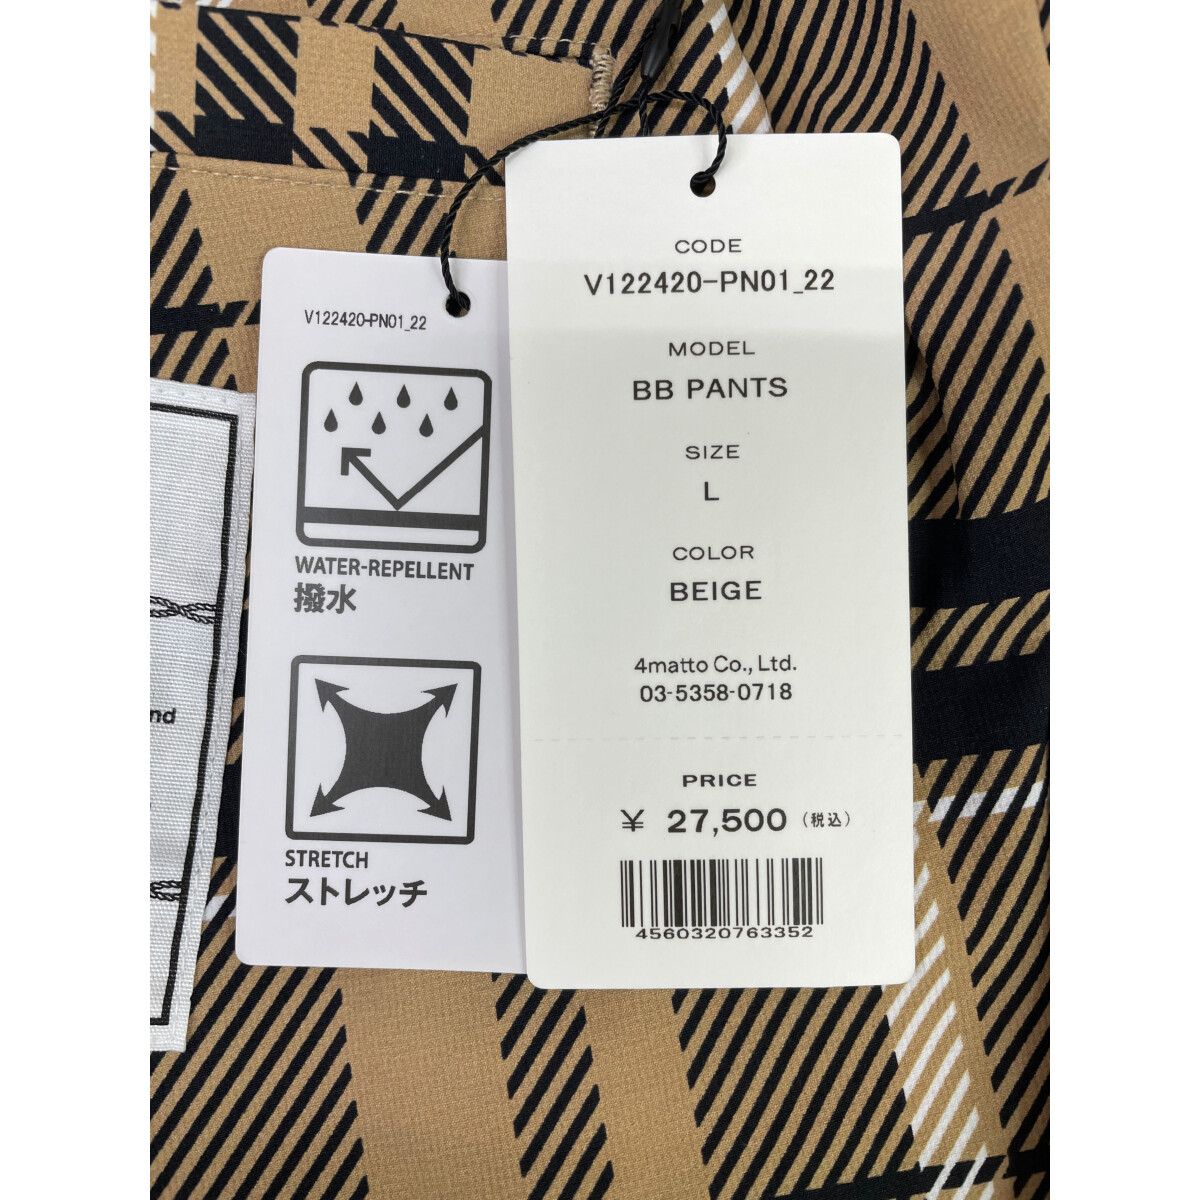 V122420-PN01_22
WATER-REPELLENT
撥水
STRETCH
ストレッチ
CODE
V122420-PN01_22
MODEL
BB PANTS
SIZE
L
COLOR
BEIGE
4matto Co., Ltd.
03-5358-0718
PRICE
¥ 27,500 (税込)
4560320763352
nd